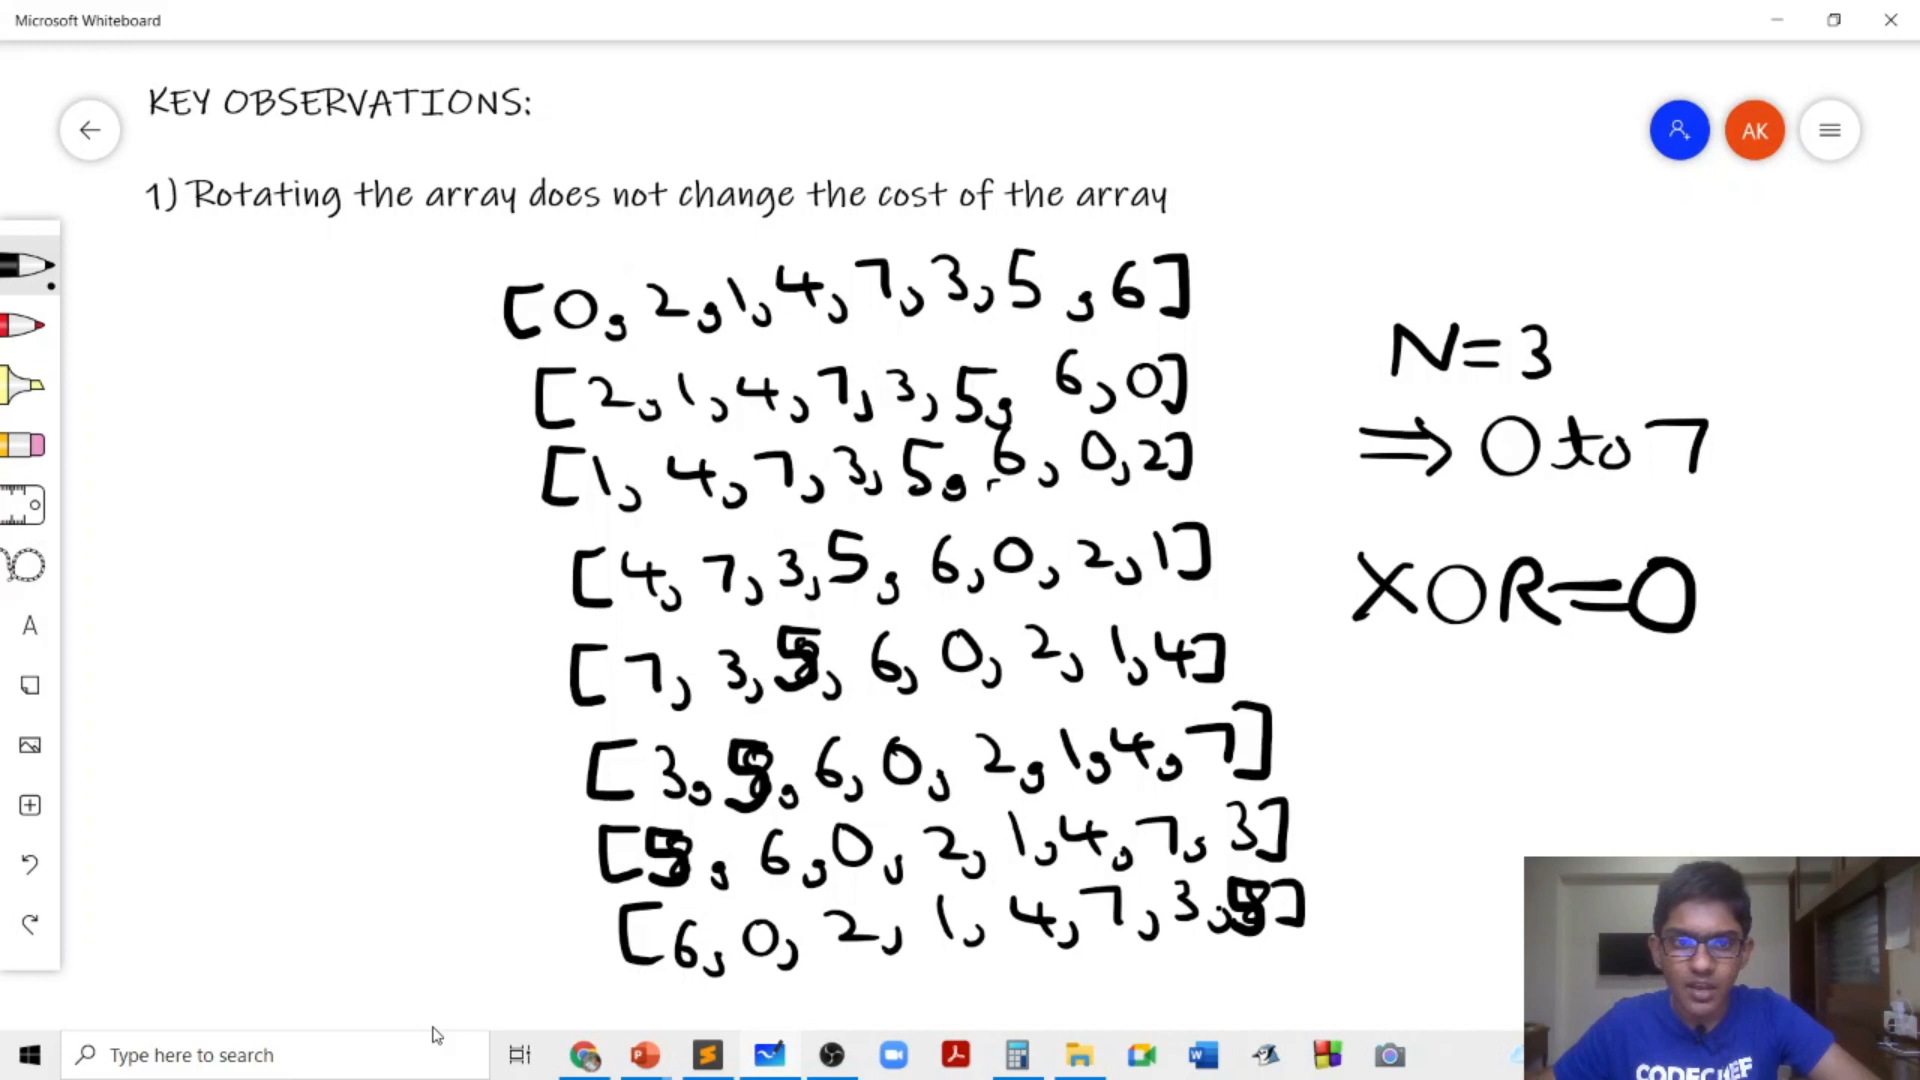 Microsoft Whiteboard
KEY OBSERVATIONS:
AK
1) Rotating the array does not change the cost of the array
[0, 2, 1, 4, 7, 3, 5, 6]
[2, 1, 4, 7, 3, 5, 6, 0]
[1, 4, 7, 3, 5, 6, 0, 2]
[4, 7, 3, 5, 6, 0, 2, 1]
[7, 3, 5, 6, 0, 2, 1, 4]
[3, 5, 6, 0, 2, 1, 4, 7]
[5, 6, 0, 2, 1, 4, 7, 3]
[6, 0, 2, 1, 4, 7, 3, 5]
N=3
⇒ 0 to 7
XOR=0
A
CODECHEF
Type here to search